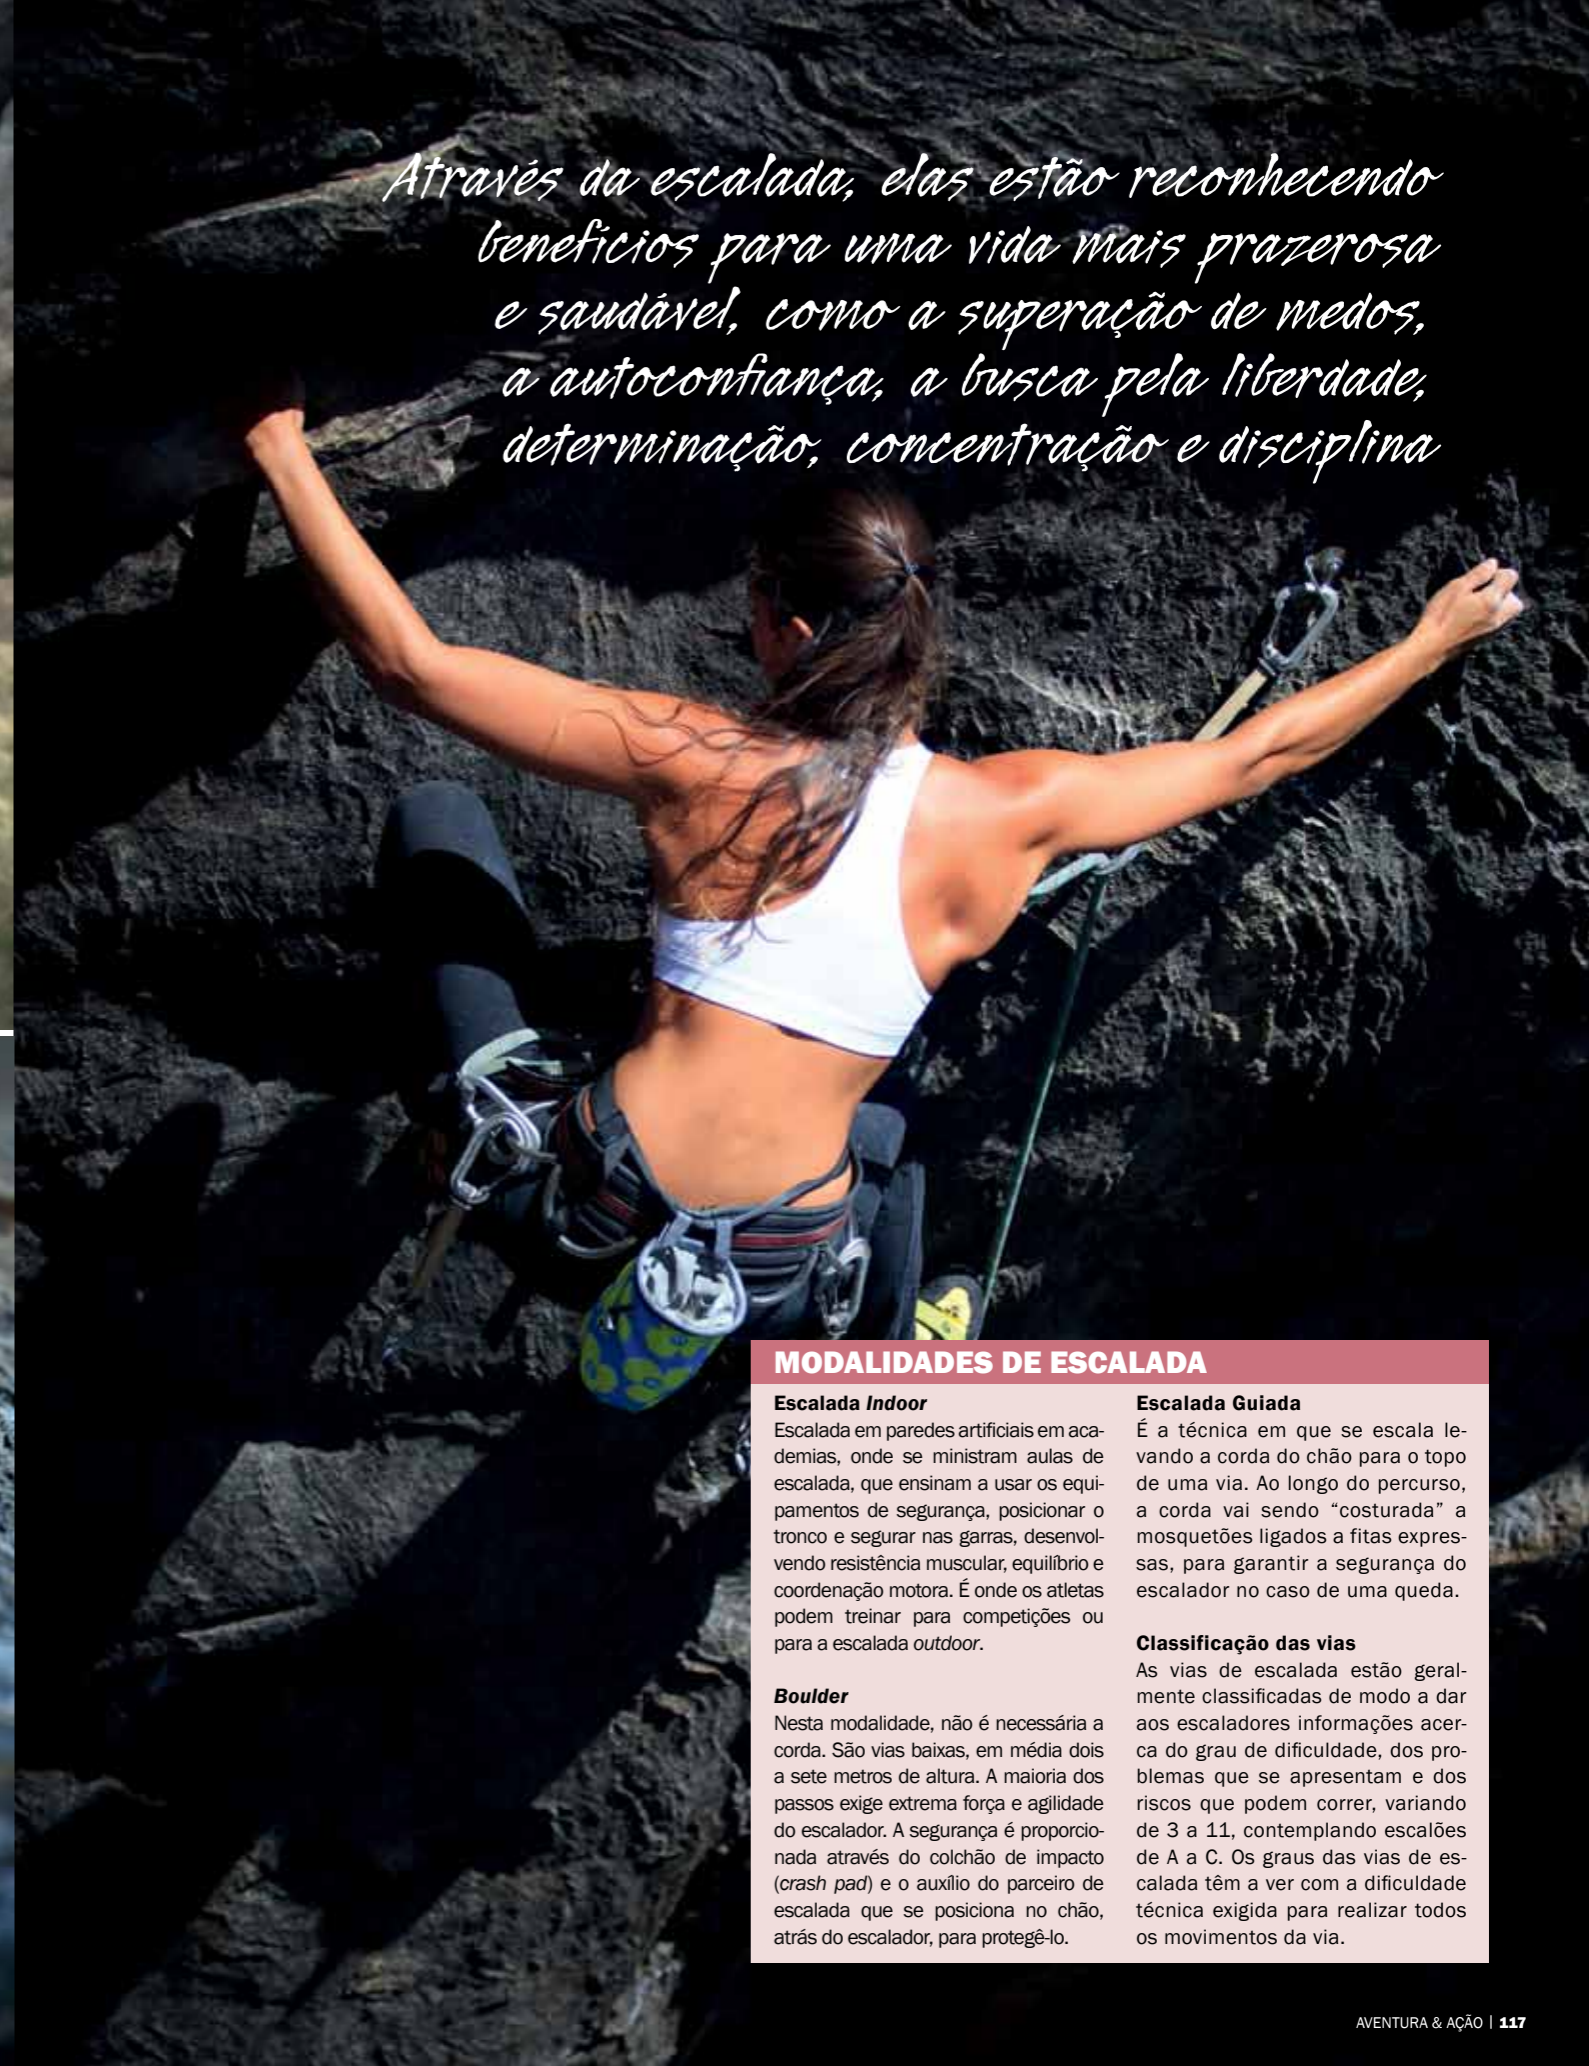 Através da escalada, elas estão reconhecendo
benefícios para uma vida mais prazerosa
e saudável, como a superação de medos,
a autoconfiança, a busca pela liberdade,
determinação, concentração e disciplina
MODALIDADES DE ESCALADA
Escalada Indoor
Escalada em paredes artificiais em aca-
demias, onde se ministram aulas de
escalada, que ensinam a usar os equi-
pamentos de segurança, posicionar o
tronco e segurar nas garras, desenvol-
vendo resistência muscular, equilíbrio e
coordenação motora. É onde os atletas
podem treinar para competições ou
para a escalada outdoor.
Boulder
Nesta modalidade, não é necessária a
corda. São vias baixas, em média dois
a sete metros de altura. A maioria dos
passos exige extrema força e agilidade
do escalador. A segurança é proporcio-
nada através do colchão de impacto
(crash pad) e o auxílio do parceiro de
escalada que se posiciona no chão,
atrás do escalador, para protegê-lo.
Escalada Guiada
É a técnica em que se escala le-
vando a corda do chão para o topo
de uma via. Ao longo do percurso,
a corda vai sendo “costurada” a
mosquetões ligados a fitas expres-
sas, para garantir a segurança do
escalador no caso de uma queda.
Classificação das vias
As vias de escalada estão geral-
mente classificadas de modo a dar
aos escaladores informações acer-
ca do grau de dificuldade, dos pro-
blemas que se apresentam e dos
riscos que podem correr, variando
de 3 a 11, contemplando escalões
de A a C. Os graus das vias de es-
calada têm a ver com a dificuldade
técnica exigida para realizar todos
os movimentos da via.
AVENTURA & AÇÃO | 117